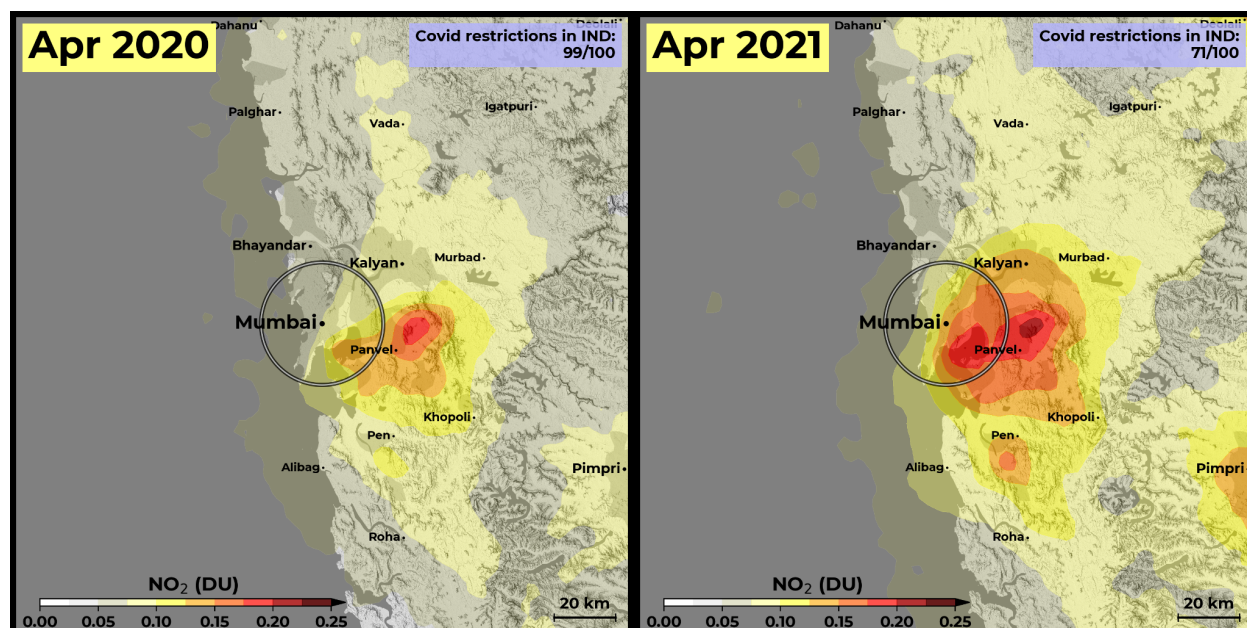 Apr 2020
Covid restrictions in IND:
99/100
Dahanu
Deolali
Palghar
Igatpuri
Vada
Bhayandar
Kalyan
Murbad
Mumbai
Panvel
Khopoli
Pen
Alibag
Pimpri
Roha
NO₂ (DU)
20 km
0.00 0.05 0.10 0.15 0.20 0.25
Apr 2021
Covid restrictions in IND:
71/100
Dahanu
Deolali
Palghar
Igatpuri
Vada
Bhayandar
Kalyan
Murbad
Mumbai
Panvel
Khopoli
Pen
Alibag
Pimpri
Roha
NO₂ (DU)
20 km
0.00 0.05 0.10 0.15 0.20 0.25